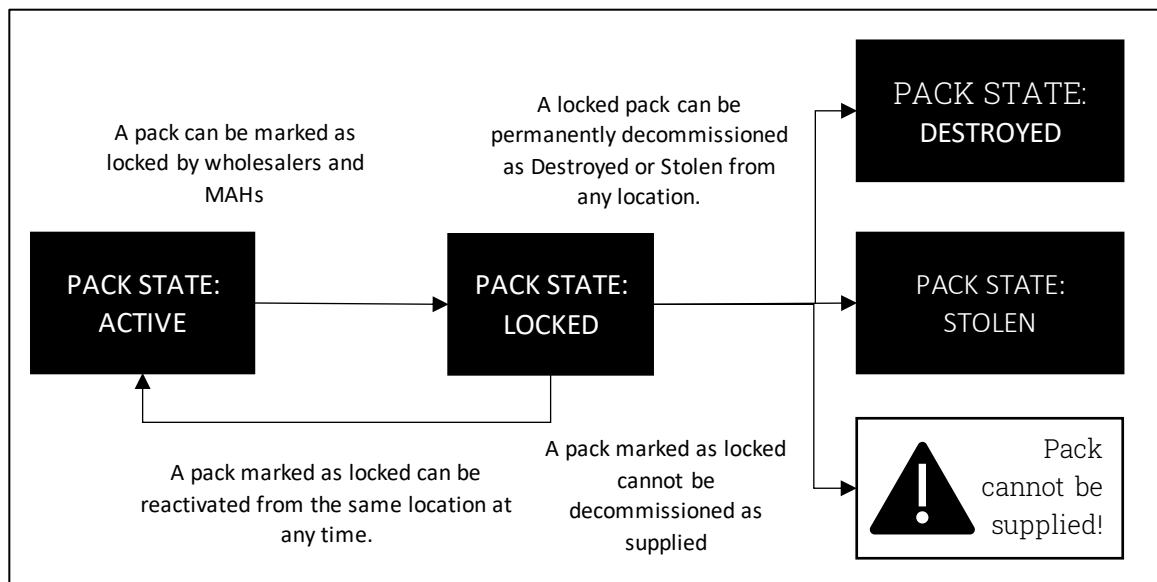 A pack can be marked as
locked by wholesalers and
MAHs
A locked pack can be
permanently decommissioned
as Destroyed or Stolen from
any location.
PACK STATE:
DESTROYED
PACK STATE:
ACTIVE
PACK STATE:
LOCKED
PACK STATE:
STOLEN
A pack marked as locked can be
reactivated from the same location at
any time.
A pack marked as locked
cannot be
decommissioned as
supplied
Pack
cannot be
supplied!